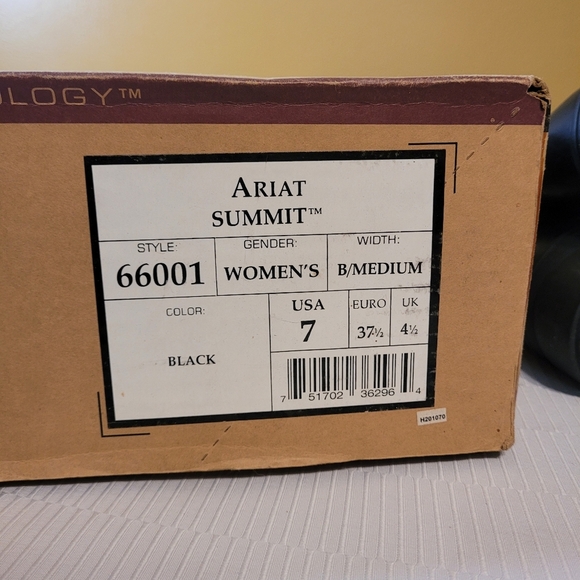 OLOGY™
ARIAT
SUMMIT™
STYLE:
66001
GENDER:
WOMEN'S
WIDTH:
B/MEDIUM
COLOR:
BLACK
USA
7
EURO
37½
UK
4½
7 51702 36296 4
H201070